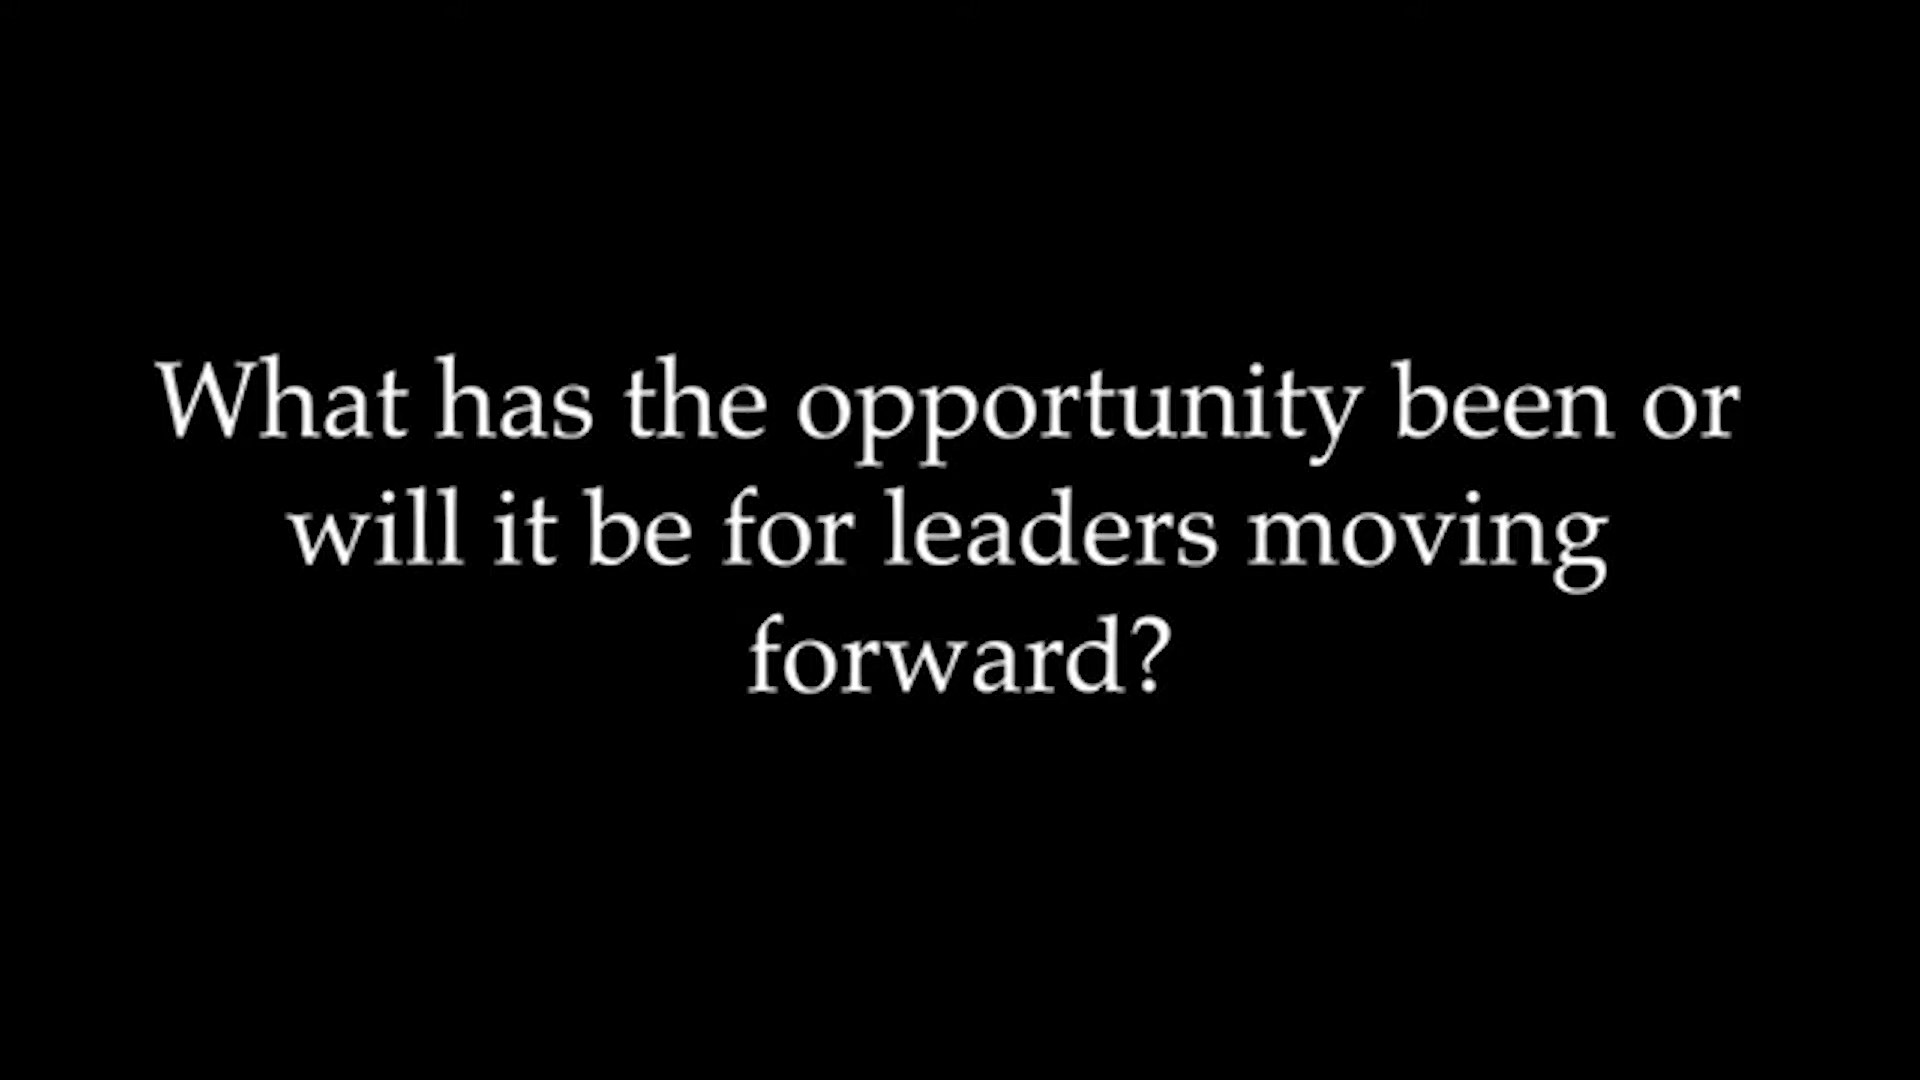 What has the opportunity been or
will it be for leaders moving
forward?